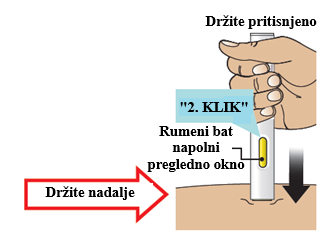 Držite pritisnjeno
"2. KLIK"
Rumeni bat
napolni
pregledno okno
Držite nadalje